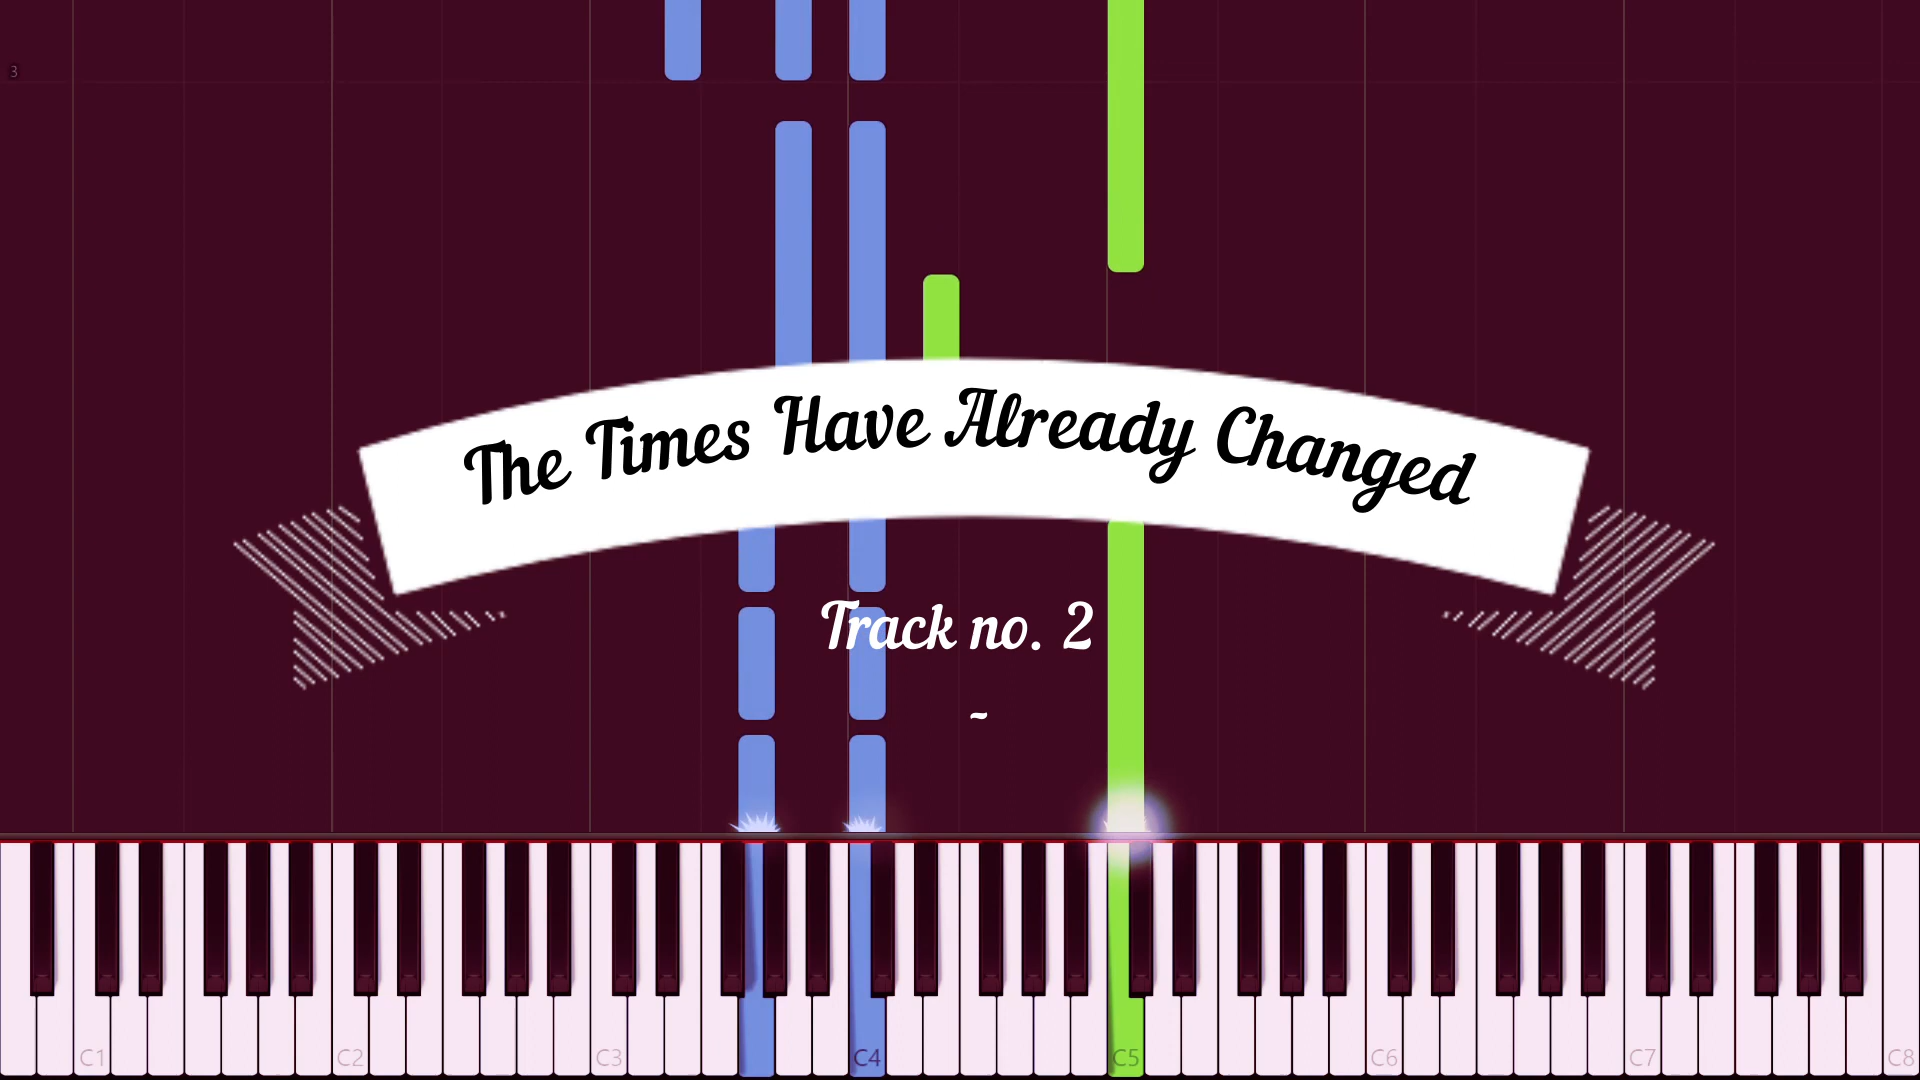 3
The Times Have Already Changed
Track no. 2
~
C1 C2 C3 C4 C5 C6 C7 C8